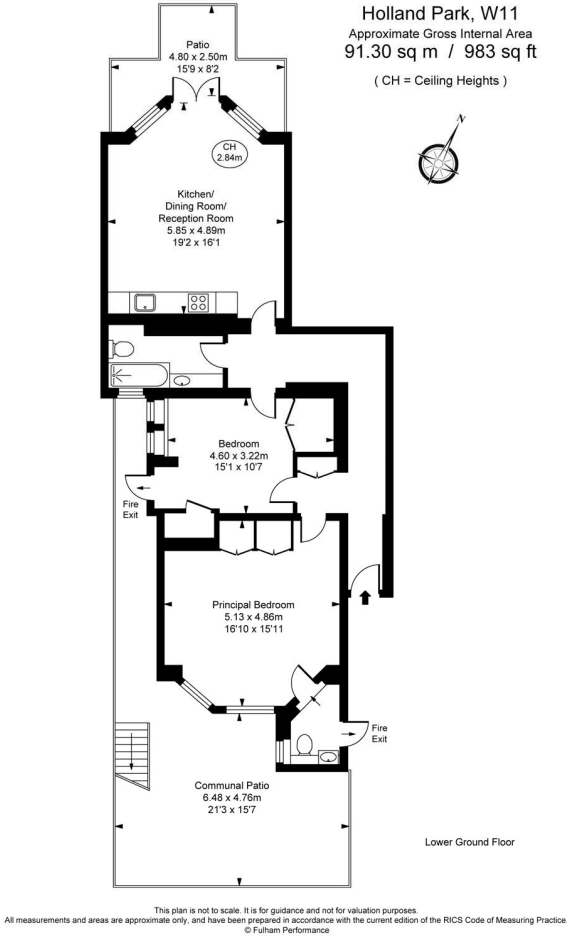 Holland Park, W11
Approximate Gross Internal Area
91.30 sq m / 983 sq ft
( CH = Ceiling Heights )
Patio
4.80 x 2.50m
15'9 x 8'2
N
CH
2.84m
Kitchen/
Dining Room/
Reception Room
5.85 x 4.89m
19'2 x 16'1
Bedroom
4.60 x 3.22m
15'1 x 10'7
Fire
Exit
Principal Bedroom
5.13 x 4.86m
16'10 x 15'11
Fire
Exit
Communal Patio
6.48 x 4.76m
21'3 x 15'7
Lower Ground Floor
This plan is not to scale. It is for guidance and not for valuation purposes.
All measurements and areas are approximate only, and have been prepared in accordance with the current edition of the RICS Code of Measuring Practice.
© Fulham Performance